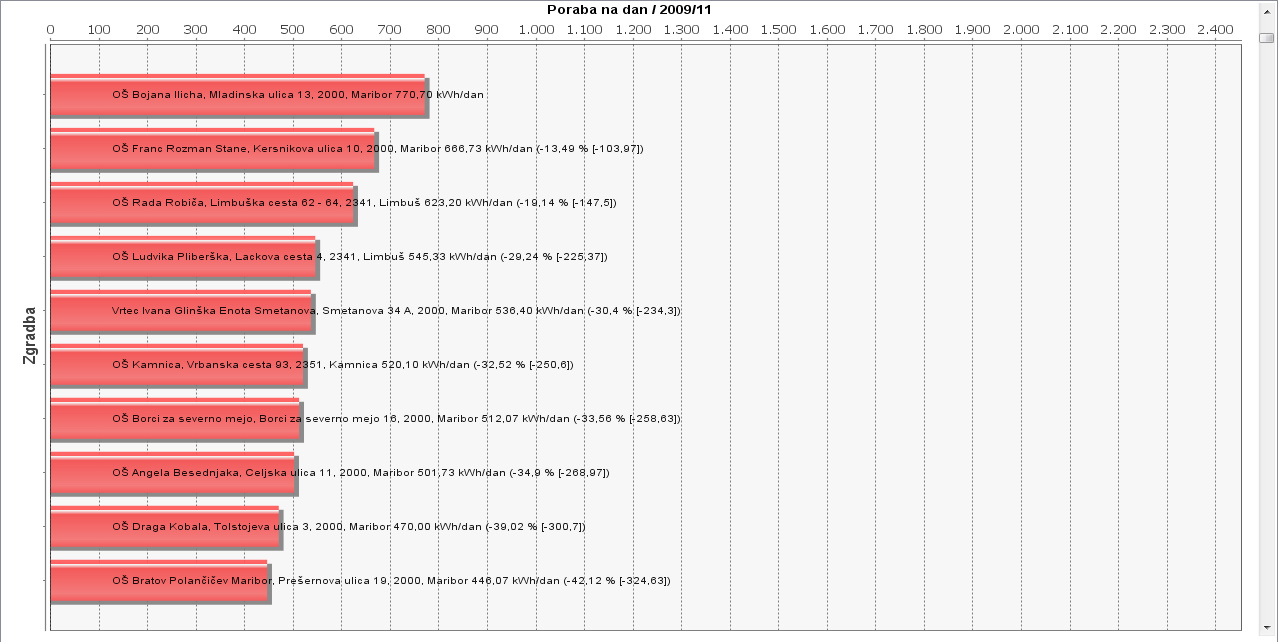 Poraba na dan / 2009/11
0 100 200 300 400 500 600 700 800 900 1.000 1.100 1.200 1.300 1.400 1.500 1.600 1.700 1.800 1.900 2.000 2.100 2.200 2.300 2.400
Zgradba
OŠ Bojana Ilicha, Mladinska ulica 13, 2000, Maribor 770,70 kWh/dan
OŠ Franc Rozman Stane, Kersnikova ulica 10, 2000, Maribor 666,73 kWh/dan (-13,49 % [-103,97])
OŠ Rada Robiča, Limbuška cesta 62 - 64, 2341, Limbuš 623,20 kWh/dan (-19,14 % [-147,5])
OŠ Ludvika Pliberška, Lackova cesta 4, 2341, Limbuš 545,33 kWh/dan (-29,24 % [-225,37])
Vrtec Ivana Glinška Enota Smetanova, Smetanova 34 A, 2000, Maribor 536,40 kWh/dan (-30,4 % [-234,3])
OŠ Kamnica, Vrbanska cesta 93, 2351, Kamnica 520,10 kWh/dan (-32,52 % [-250,6])
OŠ Borci za severno mejo, Borci za severno mejo 16, 2000, Maribor 512,07 kWh/dan (-33,56 % [-258,63])
OŠ Angela Besednjaka, Celjska ulica 11, 2000, Maribor 501,73 kWh/dan (-34,9 % [-268,97])
OŠ Draga Kobala, Tolstojeva ulica 3, 2000, Maribor 470,00 kWh/dan (-39,02 % [-300,7])
OŠ Bratov Polančičev Maribor, Prešernova ulica 19, 2000, Maribor 446,07 kWh/dan (-42,12 % [-324,63])